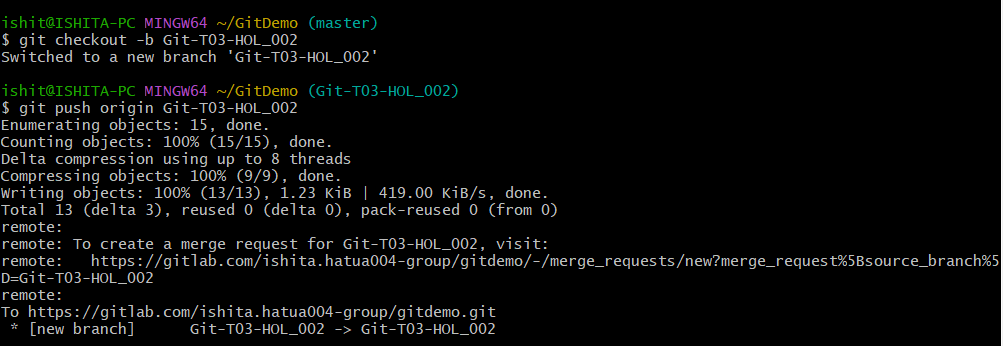 ishit@ISHITA-PC MINGW64 ~/GitDemo (master)
$ git checkout -b Git-T03-HOL_002
Switched to a new branch 'Git-T03-HOL_002'
ishit@ISHITA-PC MINGW64 ~/GitDemo (Git-T03-HOL_002)
$ git push origin Git-T03-HOL_002
Enumerating objects: 15, done.
Counting objects: 100% (15/15), done.
Delta compression using up to 8 threads
Compressing objects: 100% (9/9), done.
Writing objects: 100% (13/13), 1.23 KiB | 419.00 KiB/s, done.
Total 13 (delta 3), reused 0 (delta 0), pack-reused 0 (from 0)
remote:
remote: To create a merge request for Git-T03-HOL_002, visit:
remote:   https://gitlab.com/ishita.hatua004-group/gitdemo/-/merge_requests/new?merge_request%5Bsource_branch%5
D=Git-T03-HOL_002
remote:
To https://gitlab.com/ishita.hatua004-group/gitdemo.git
 * [new branch]      Git-T03-HOL_002 -> Git-T03-HOL_002